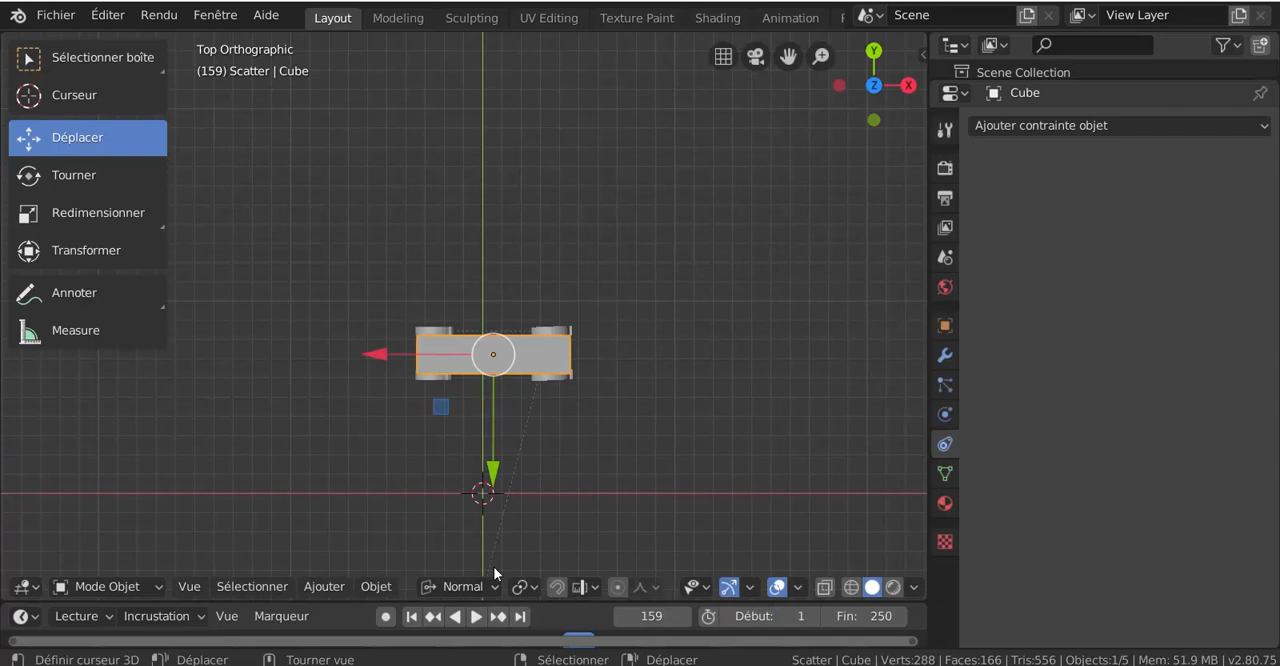 Fichier Éditer Rendu Fenêtre Aide Layout Modeling Sculpting UV Editing Texture Paint Shading Animation Scene View Layer
Top Orthographic
(159) Scatter | Cube
Y
Z X
Sélectionner boîte
Curseur
Déplacer
Tourner
Redimensionner
Transformer
Annoter
Measure
Scene Collection
Cube
Ajouter contrainte objet
Mode Objet Vue Sélectionner Ajouter Objet Normal
Lecture Incrustation Vue Marqueur 159 Début: 1 Fin: 250
Définir curseur 3D Déplacer Tourner vue Sélectionner Déplacer Scatter | Cube | Verts:288 | Faces:166 | Tris:556 | Objects:1/5 | Mem: 51.9 MB | v2.80.75